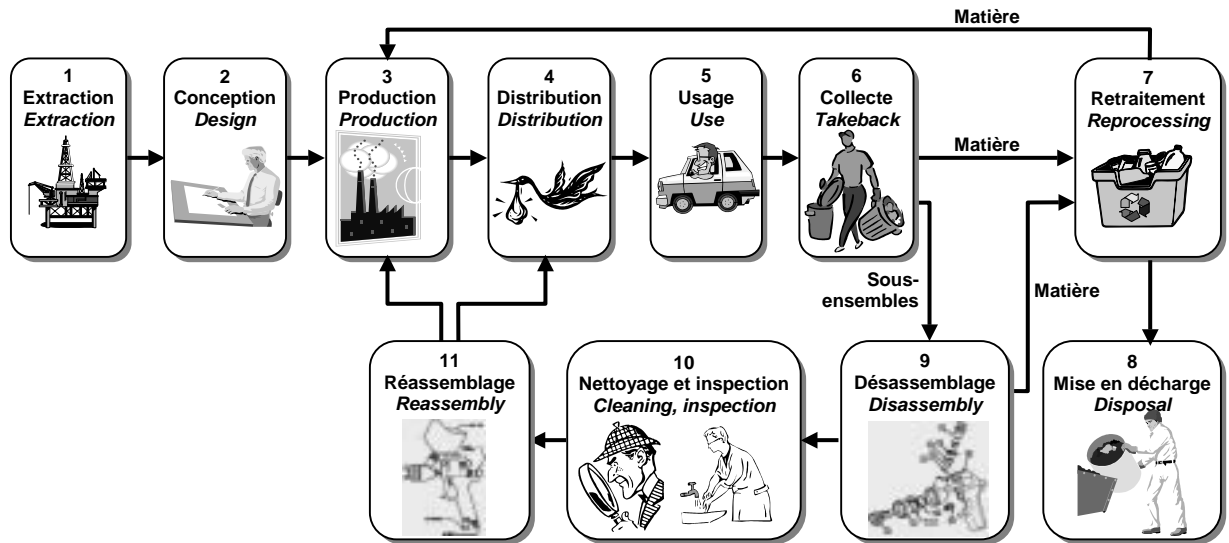 Matière
1
Extraction
Extraction
2
Conception
Design
3
Production
Production
4
Distribution
Distribution
5
Usage
Use
6
Collecte
Takeback
Matière
7
Retraitement
Reprocessing
Sous-
ensembles
Matière
11
Réassemblage
Reassembly
10
Nettoyage et inspection
Cleaning, inspection
9
Désassemblage
Disassembly
8
Mise en décharge
Disposal